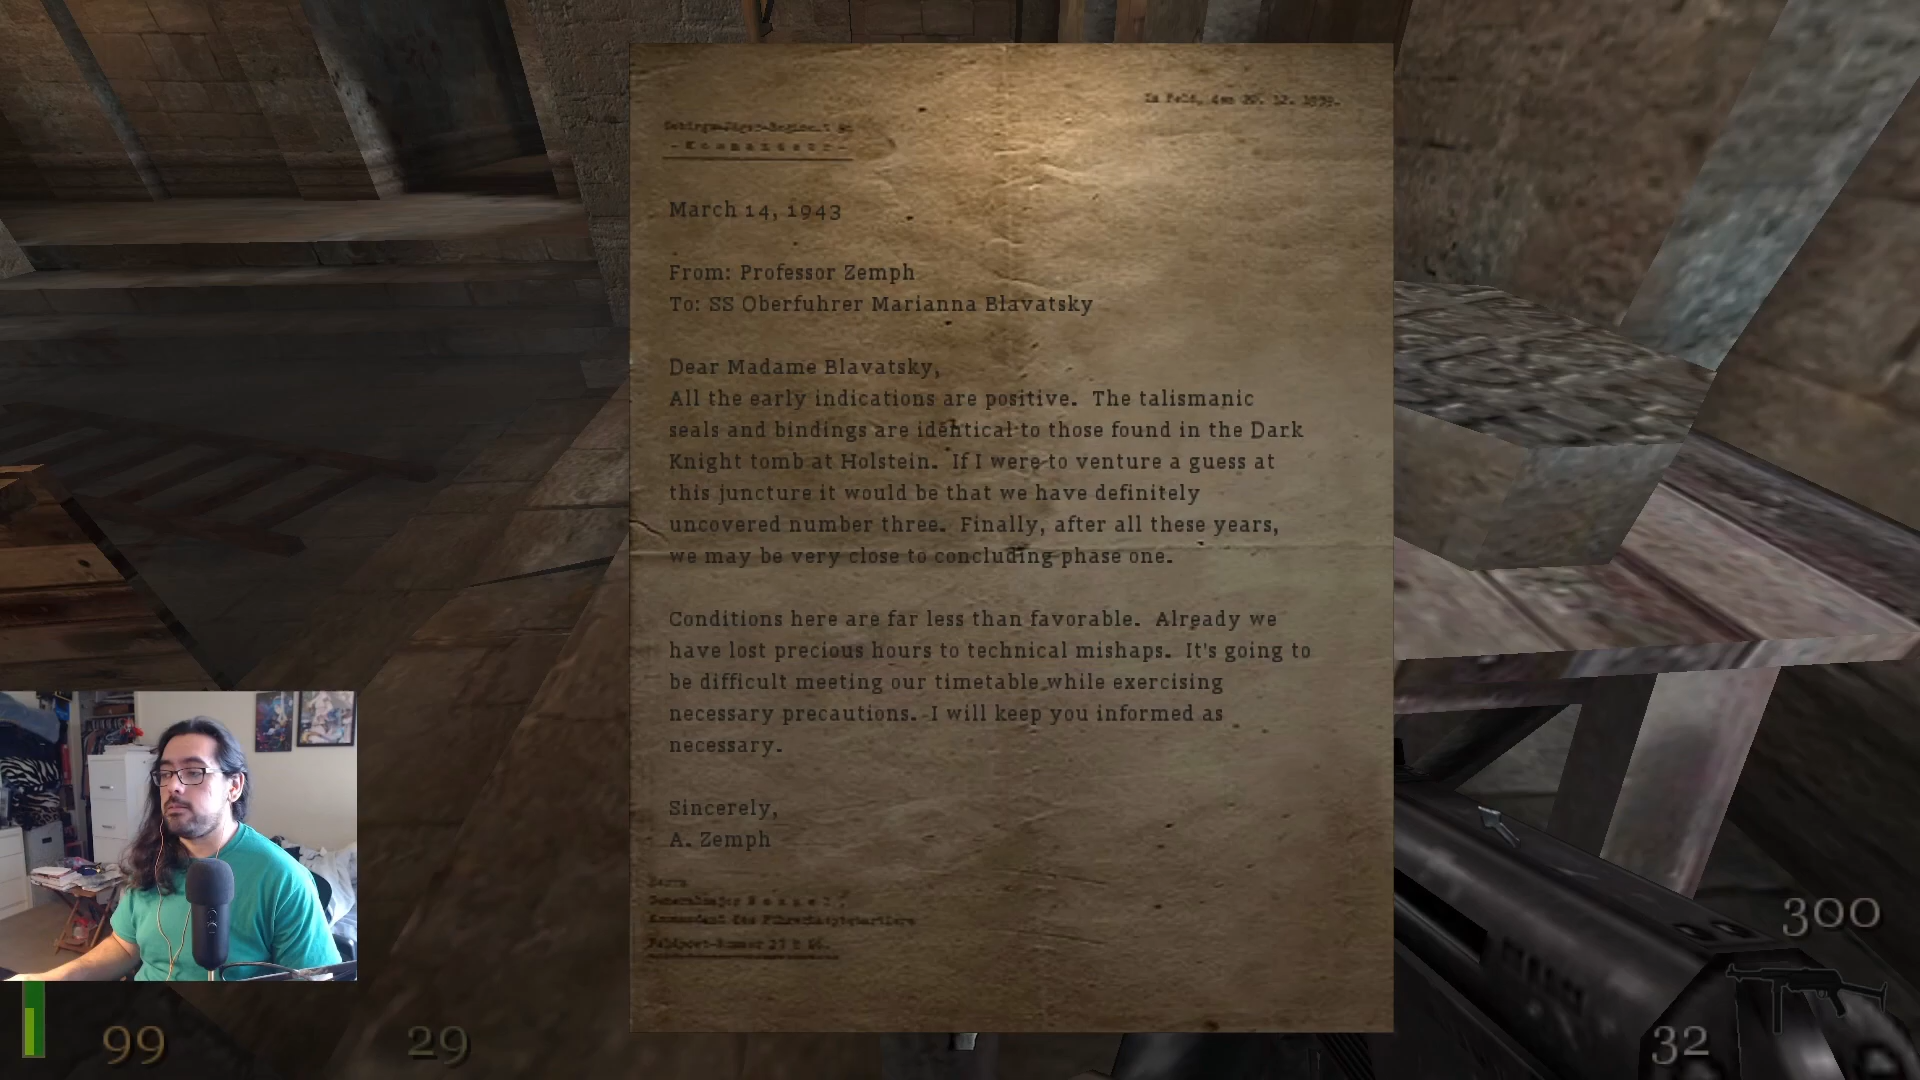 March 14, 1943
From: Professor Zemph
To: SS Oberfuhrer Marianna Blavatsky
Dear Madame Blavatsky,
All the early indications are positive.  The talismanic
seals and bindings are identical to those found in the Dark
Knight tomb at Holstein.  If I were to venture a guess at
this juncture it would be that we have definitely
uncovered number three.  Finally, after all these years,
we may be very close to concluding phase one.
Conditions here are far less than favorable.  Already we
have lost precious hours to technical mishaps.  It's going to
be difficult meeting our timetable while exercising
necessary precautions.  I will keep you informed as
necessary.
Sincerely,
A. Zemph
300
99
29
32